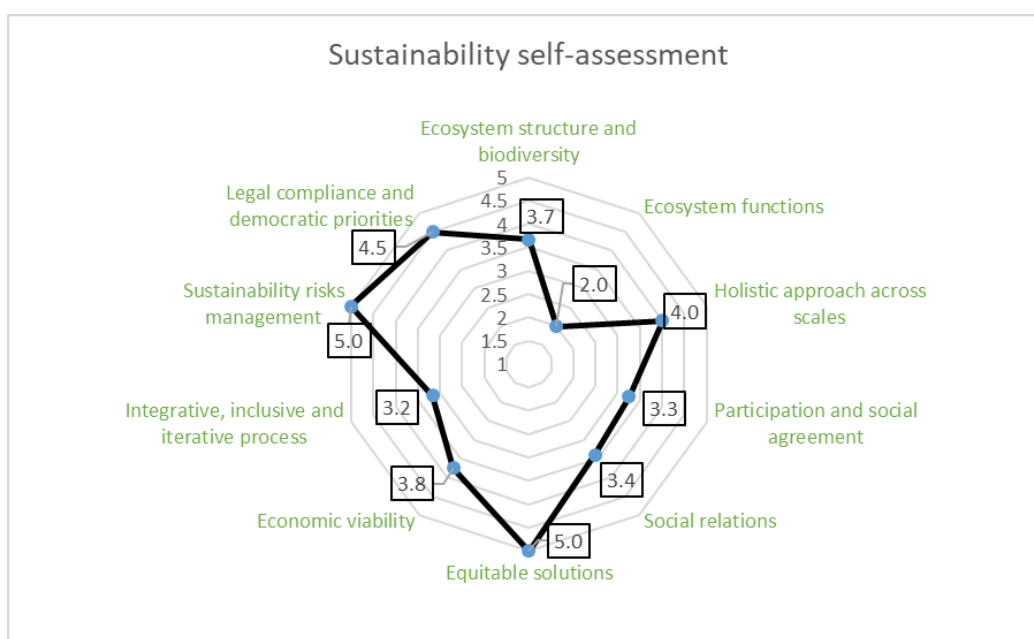 Sustainability self-assessment
Ecosystem structure and
biodiversity
Legal compliance and
democratic priorities
Ecosystem functions
5
4.5
4
3.5
3
2.5
2
1.5
1
3.7
4.5
2.0
Sustainability risks
management
Holistic approach across
scales
4.0
5.0
Integrative, inclusive and
iterative process
3.2
3.3
Participation and social
agreement
3.8
3.4
Economic viability
Social relations
5.0
Equitable solutions